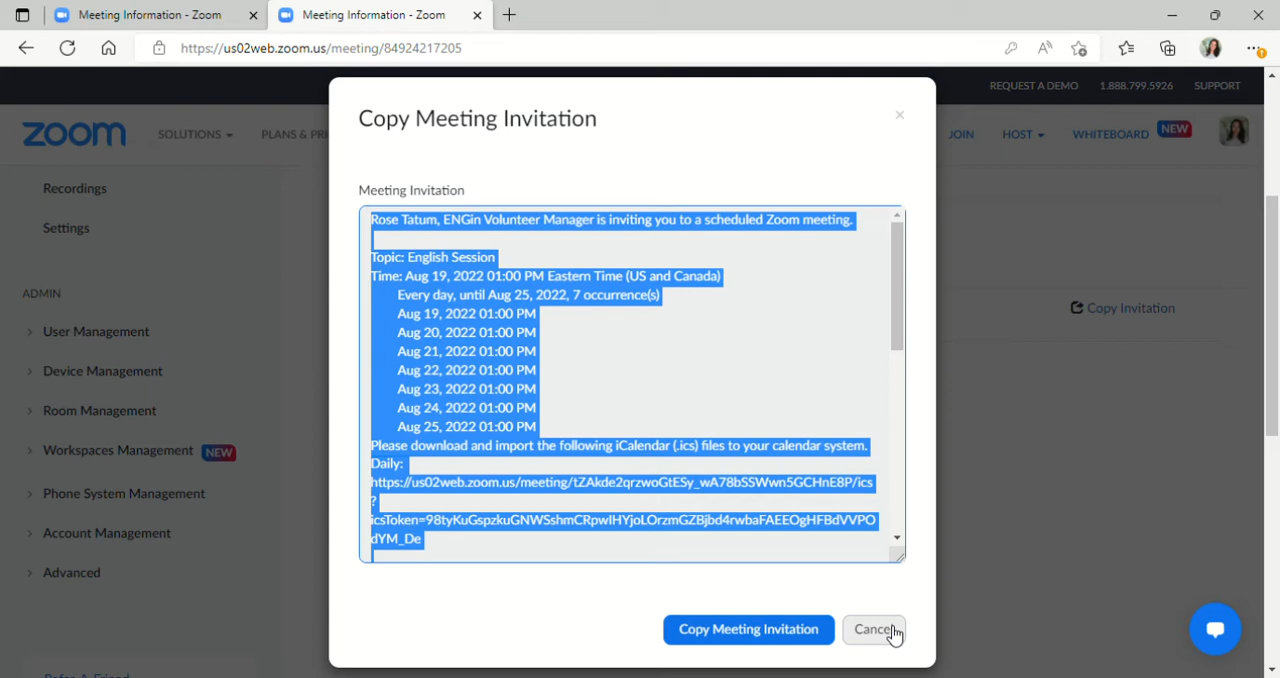 Meeting Information - Zoom
Meeting Information - Zoom
https://us02web.zoom.us/meeting/84924217205
REQUEST A DEMO 1.888.799.5926 SUPPORT
zoom SOLUTIONS PLANS & PRI JOIN HOST WHITEBOARD NEW
Recordings
Settings
ADMIN
User Management
Device Management
Room Management
Workspaces Management NEW
Phone System Management
Account Management
Advanced
Refer A Friend
Copy Invitation
Copy Meeting Invitation
Meeting Invitation
Rose Tatum, ENGin Volunteer Manager is inviting you to a scheduled Zoom meeting.
Topic: English Session
Time: Aug 19, 2022 01:00 PM Eastern Time (US and Canada)
Every day, until Aug 25, 2022, 7 occurrence(s)
Aug 19, 2022 01:00 PM
Aug 20, 2022 01:00 PM
Aug 21, 2022 01:00 PM
Aug 22, 2022 01:00 PM
Aug 23, 2022 01:00 PM
Aug 24, 2022 01:00 PM
Aug 25, 2022 01:00 PM
Please download and import the following iCalendar (.ics) files to your calendar system.
Daily:
https://us02web.zoom.us/meeting/tZAkde2qrzwoGtESy_wA78bSSWwn5GCHnE8P/ics
?
icsToken=98tyKuGspzkuGNWSshmCRpwIHYjoLOrzmGZBjbd4rwbaFAEEOgHFBdVVPO
dYM_De
Copy Meeting Invitation Cancel